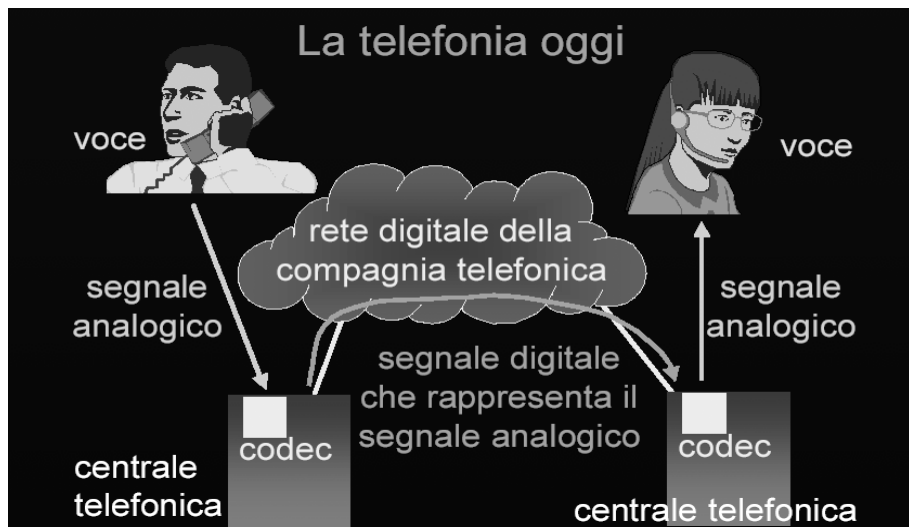 La telefonia oggi
voce
voce
rete digitale della
compagnia telefonica
segnale
analogico
segnale
analogico
segnale digitale
che rappresenta il
segnale analogico
codec
codec
centrale
telefonica
centrale telefonica